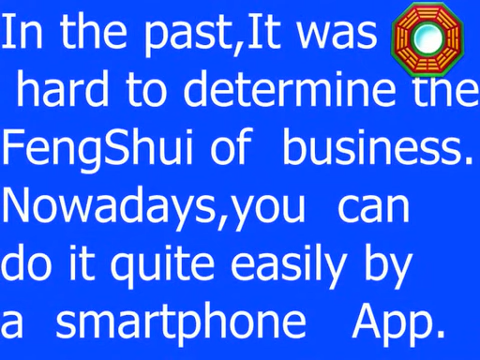 In the past,It was
hard to determine the
FengShui of business.
Nowadays,you can
do it quite easily by
a smartphone App.